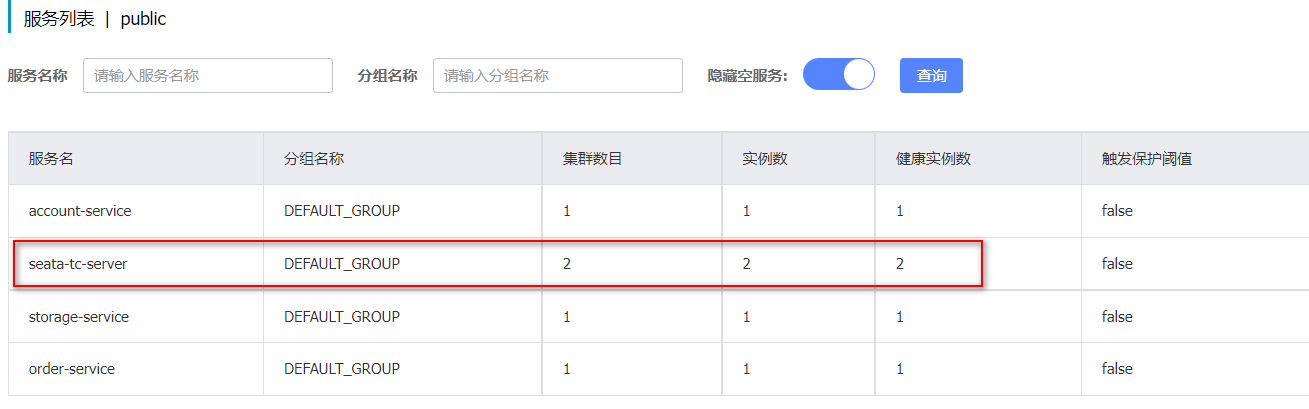 服务列表 | public
服务名称 请输入服务名称 分组名称 请输入分组名称 隐藏空服务: 查询
服务名 分组名称 集群数目 实例数 健康实例数 触发保护阈值
account-service DEFAULT_GROUP 1 1 1 false
seata-tc-server DEFAULT_GROUP 2 2 2 false
storage-service DEFAULT_GROUP 1 1 1 false
order-service DEFAULT_GROUP 1 1 1 false